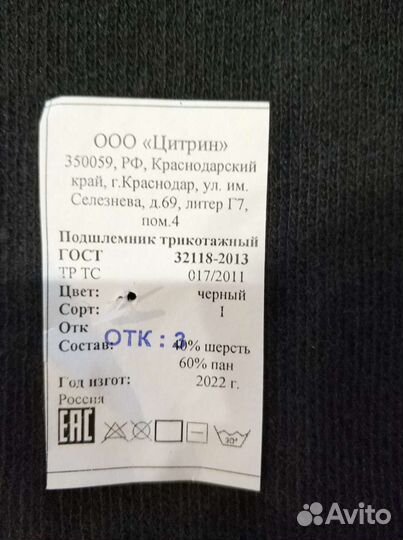 ООО «Цитрин»
350059, РФ, Краснодарский
край, г.Краснодар, ул. им.
Селезнева, д.69, литер Г7,
пом.4
Подшлемник трикотажный
ГОСТ 32118-2013
ТР ТС 017/2011
Цвет: черный
Сорт: I
Отк ОТК : 3
Состав: 40% шерсть
60% пан
Год изгот: 2022 г.
Россия
EAC
Avito